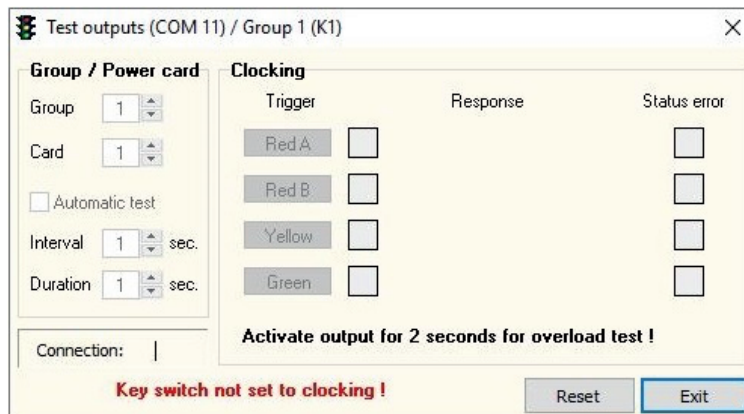 Test outputs (COM 11) / Group 1 (K1)
Group / Power card
Group 1
Card 1
Automatic test
Interval 1 sec.
Duration 1 sec.
Connection: |
Clocking
Trigger Response Status error
Red A
Red B
Yellow
Green
Activate output for 2 seconds for overload test !
Key switch not set to clocking !
Reset Exit